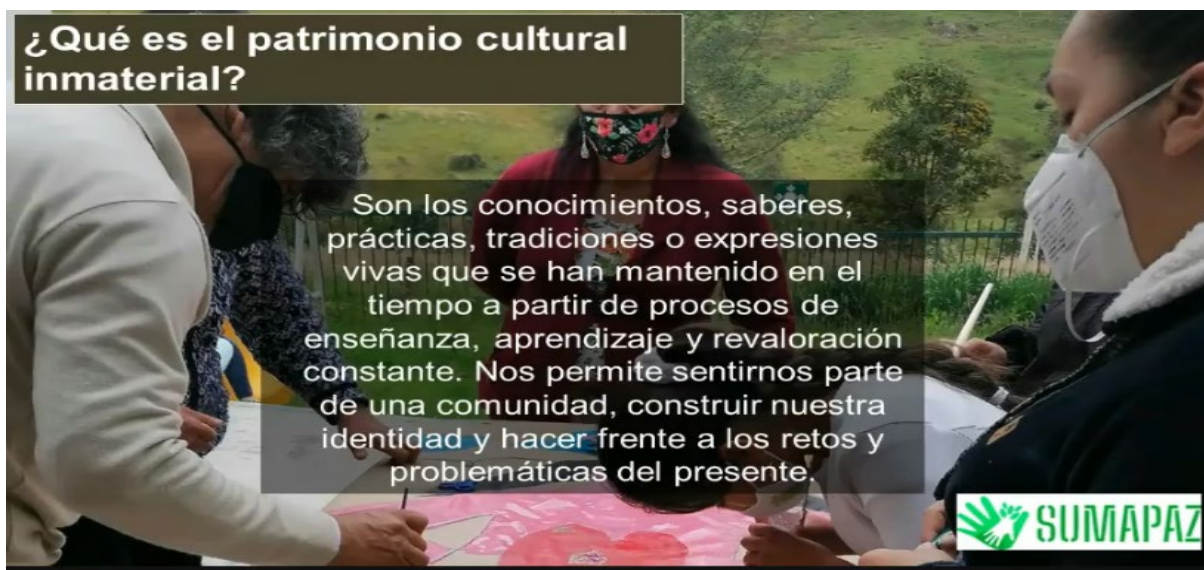 ¿Qué es el patrimonio cultural
inmaterial?
Son los conocimientos, saberes,
prácticas, tradiciones o expresiones
vivas que se han mantenido en el
tiempo a partir de procesos de
enseñanza, aprendizaje y revaloración
constante. Nos permite sentirnos parte
de una comunidad, construir nuestra
identidad y hacer frente a los retos y
problemáticas del presente.
SUMAPAZ